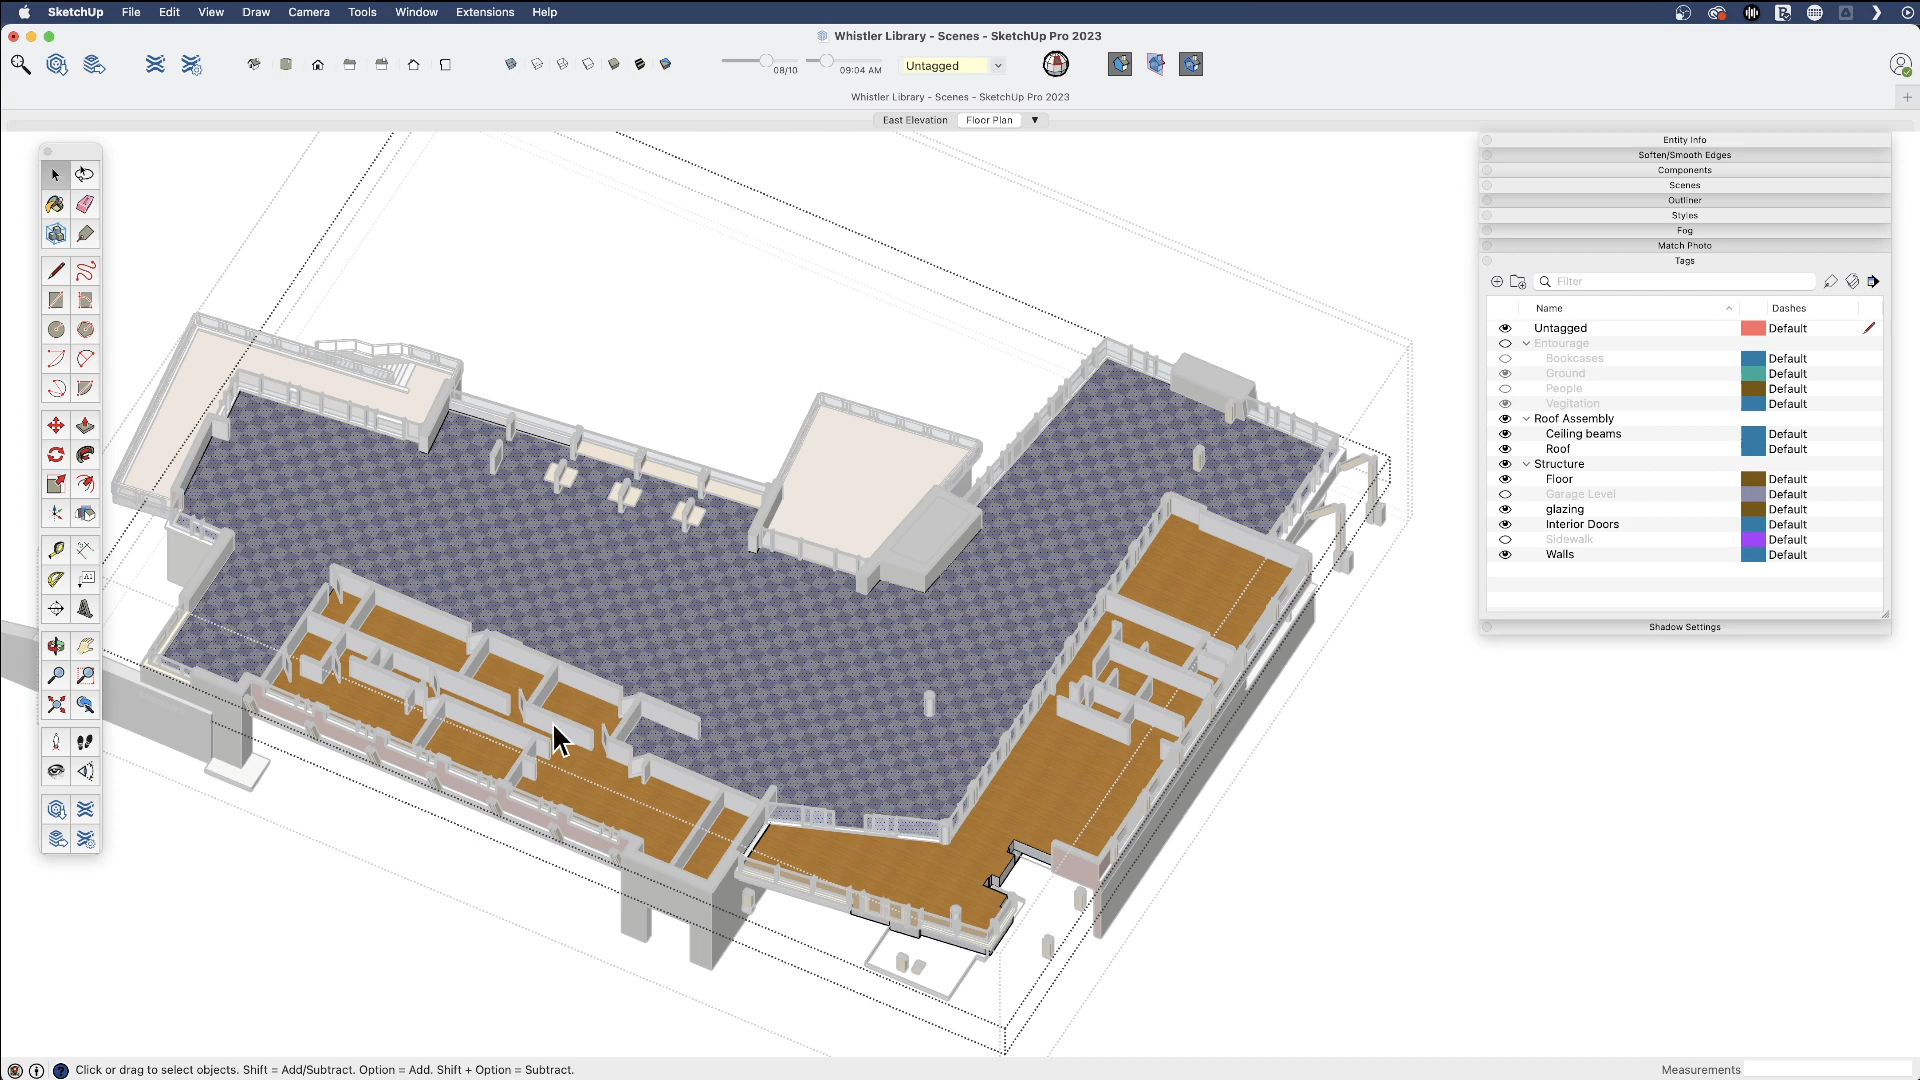 SketchUp File Edit View Draw Camera Tools Window Extensions Help
Whistler Library - Scenes - SketchUp Pro 2023
08/10 09:04 AM Untagged
Whistler Library - Scenes - SketchUp Pro 2023
East Elevation Floor Plan
Entity Info
Soften/Smooth Edges
Components
Scenes
Outliner
Styles
Fog
Match Photo
Tags
Filter
Name Dashes
Untagged Default
Entourage
Bookcases Default
Ground Default
People Default
Vegitation Default
Roof Assembly
Ceiling beams Default
Roof Default
Structure
Floor Default
Garage Level Default
glazing Default
Interior Doors Default
Sidewalk Default
Walls Default
Shadow Settings
A1
Click or drag to select objects. Shift = Add/Subtract. Option = Add. Shift + Option = Subtract.
Measurements